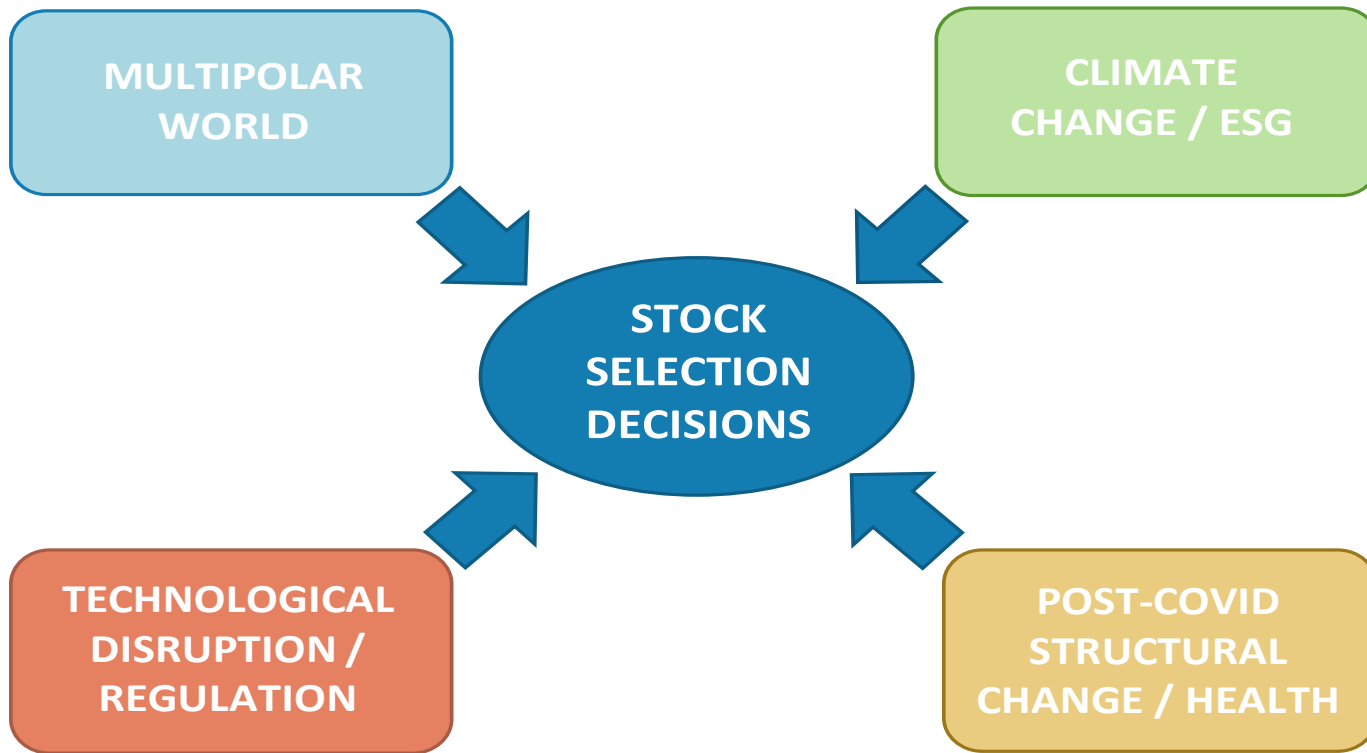 MULTIPOLAR
WORLD
CLIMATE
CHANGE / ESG
STOCK
SELECTION
DECISIONS
TECHNOLOGICAL
DISRUPTION /
REGULATION
POST-COVID
STRUCTURAL
CHANGE / HEALTH